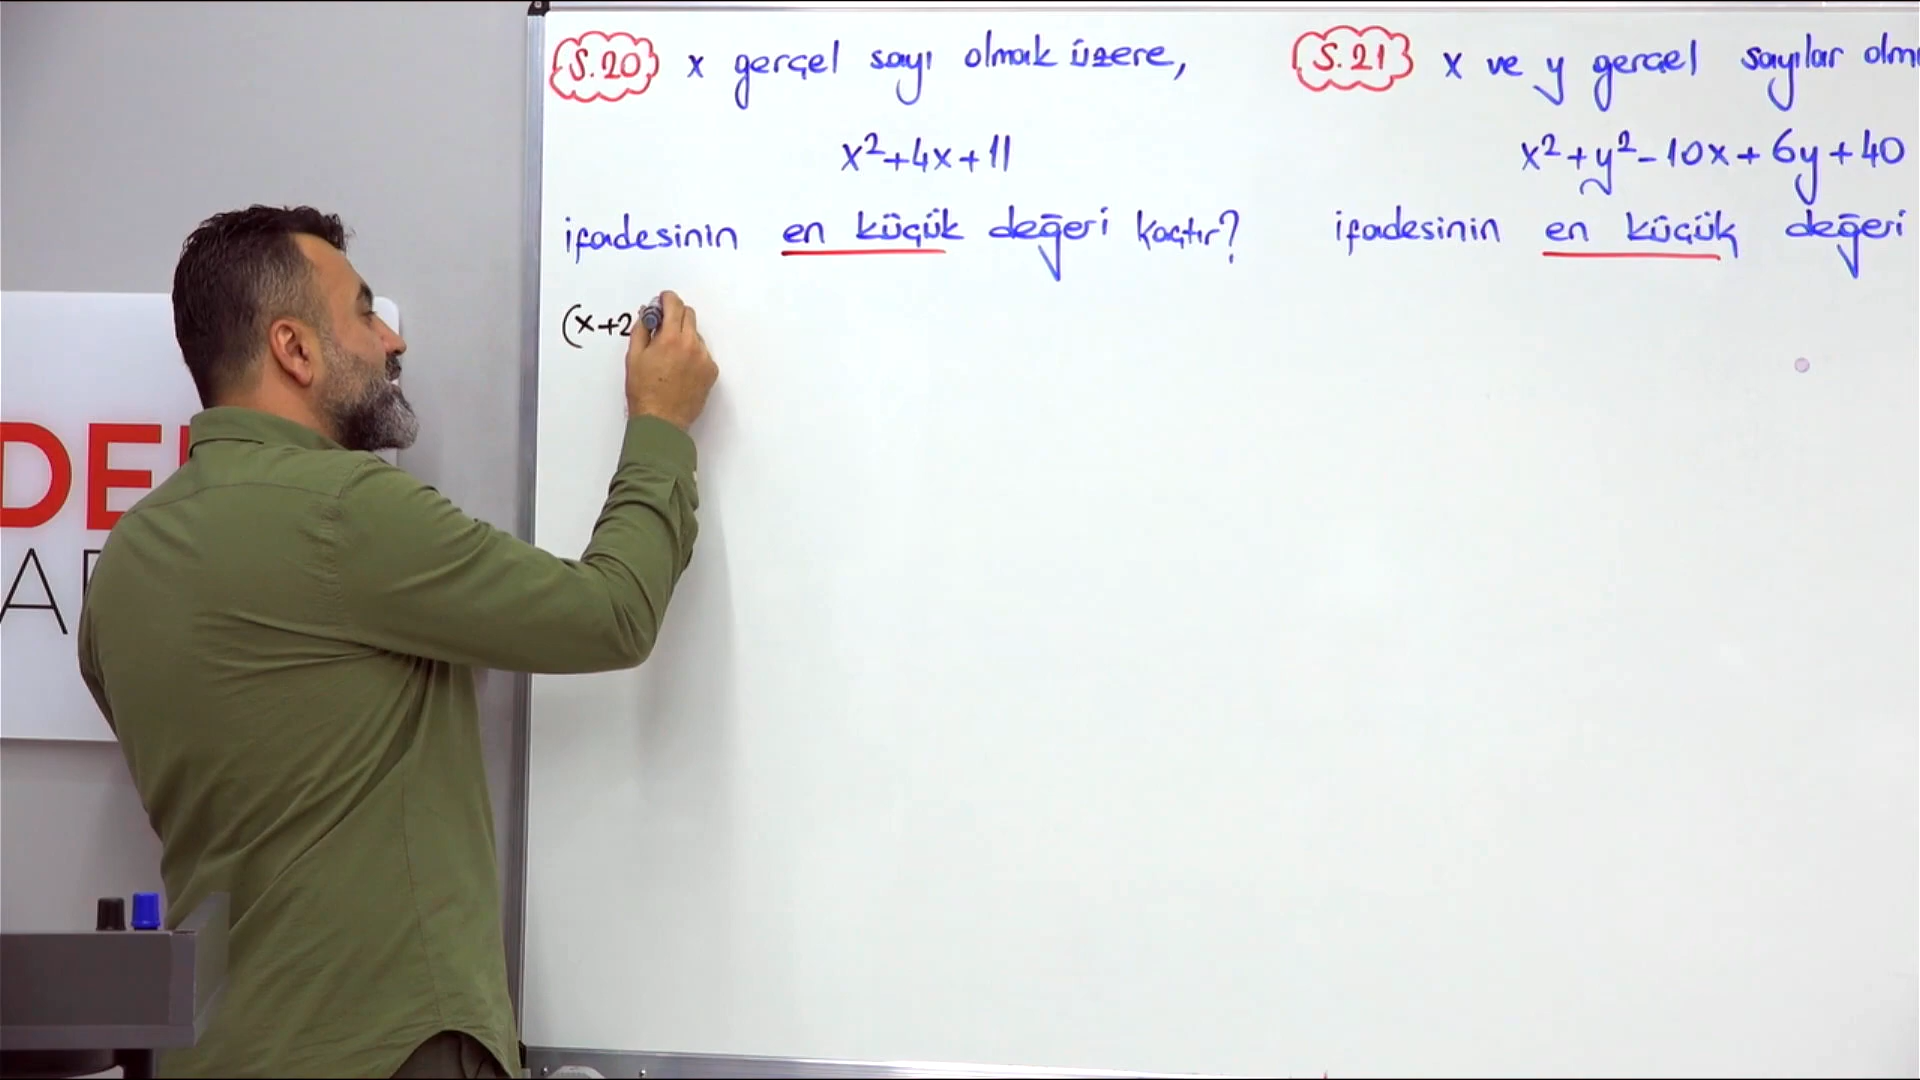 S.20 x gerçel sayı olmak üzere,
x²+4x+11
ifadesinin en küçük değeri kaçtır?
(x+2
S.21 x ve y gerçel sayılar
x²+y²-10x+6y+40
ifadesinin en küçük değeri